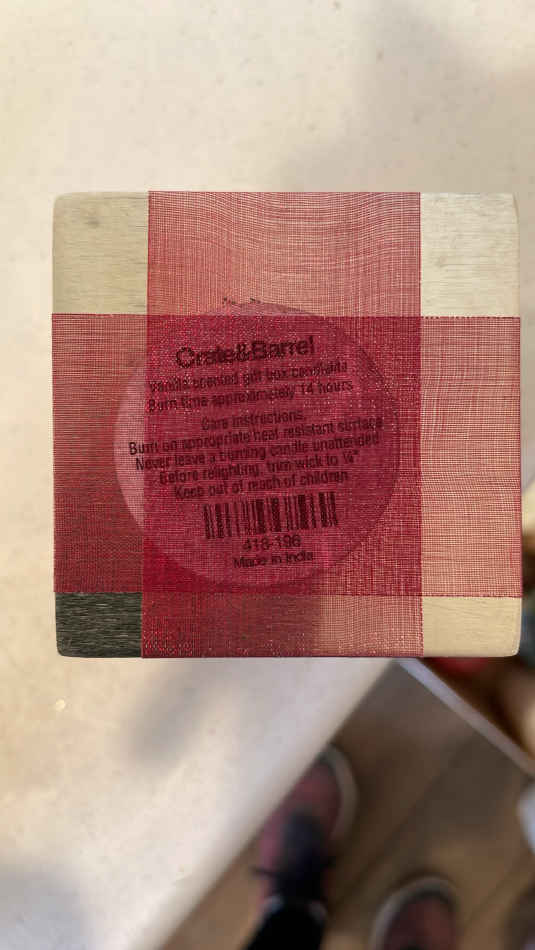 Crate&Barrel
Vanilla scented gift box candle
Burn time approximately 14 hours
Care Instructions.
Burn on appropriate heat resistant surface
Never leave a burning candle unattended
Before relighting, trim wick to ¼"
Keep out of reach of children
418-196
Made in India